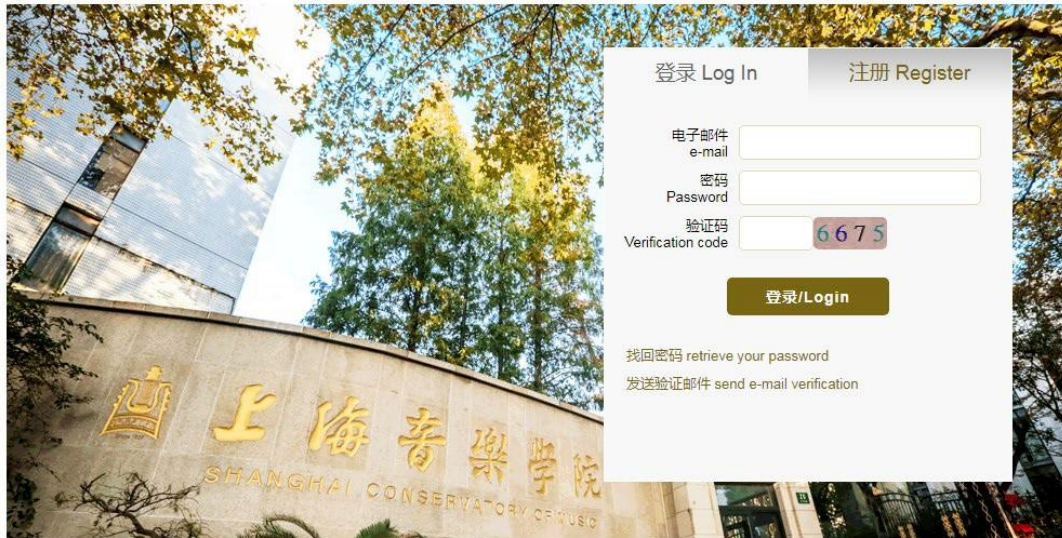 登录 Log In
注册 Register
电子邮件
e-mail
密码
Password
验证码
Verification code
6675
登录/Login
找回密码 retrieve your password
发送验证邮件 send e-mail verification
上海音樂學院
SHANGHAI CONSERVATORY OF MUSIC